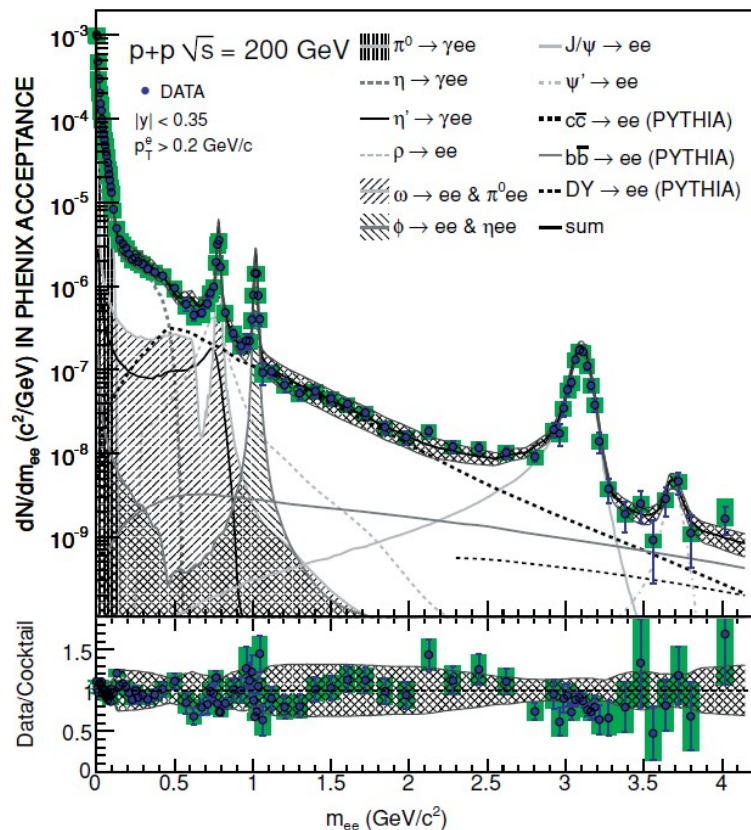 p+p √s = 200 GeV
DATA
|y| < 0.35
p_T^e > 0.2 GeV/c
π⁰ → γee
η → γee
η' → γee
ρ → ee
ω → ee & π⁰ee
ϕ → ee & ηee
J/ψ → ee
ψ' → ee
cc̅ → ee (PYTHIA)
bb̅ → ee (PYTHIA)
DY → ee (PYTHIA)
sum
dN/dm_ee (c²/GeV) IN PHENIX ACCEPTANCE
10⁻³
10⁻⁴
10⁻⁵
10⁻⁶
10⁻⁷
10⁻⁸
10⁻⁹
Data/Cocktail
1.5
1
0.5
0
0 0.5 1 1.5 2 2.5 3 3.5 4
m_ee (GeV/c²)